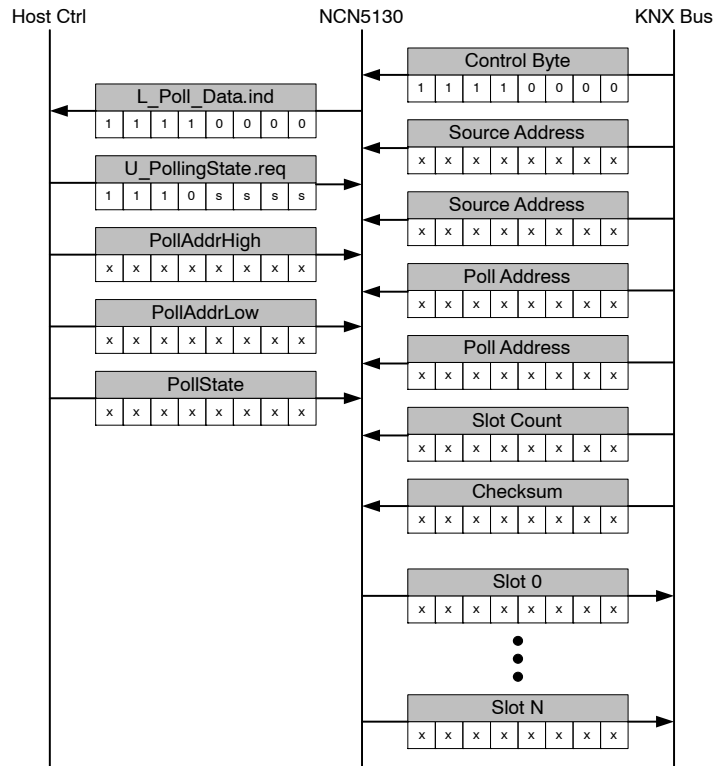 Host Ctrl NCN5130 KNX Bus
Control Byte
1 1 1 1 0 0 0 0
L_Poll_Data.ind
1 1 1 1 0 0 0 0
Source Address
x x x x x x x x
U_PollingState.req
1 1 1 0 s s s s
Source Address
x x x x x x x x
PollAddrHigh
x x x x x x x x
Poll Address
x x x x x x x x
PollAddrLow
x x x x x x x x
Poll Address
x x x x x x x x
PollState
x x x x x x x x
Slot Count
x x x x x x x x
Checksum
x x x x x x x x
Slot 0
x x x x x x x x
Slot N
x x x x x x x x